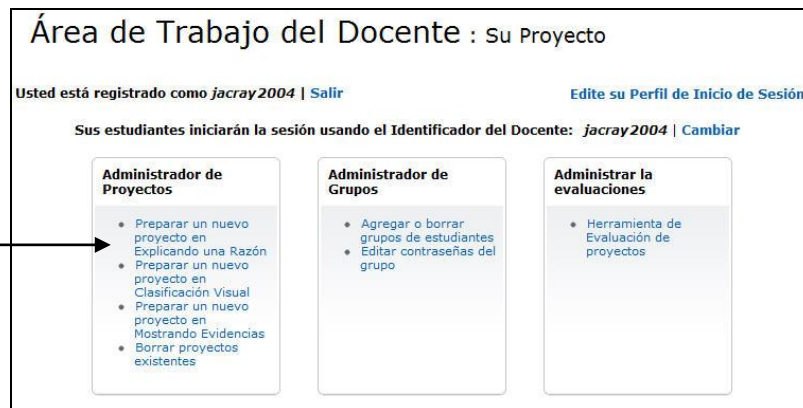 Área de Trabajo del Docente : Su Proyecto
Usted está registrado como jacray2004 | Salir
Edite su Perfil de Inicio de Sesión
Sus estudiantes iniciarán la sesión usando el Identificador del Docente: jacray2004 | Cambiar
Administrador de
Proyectos
• Preparar un nuevo
proyecto en
Explicando una Razón
• Preparar un nuevo
proyecto en
Clasificación Visual
• Preparar un nuevo
proyecto en
Mostrando Evidencias
• Borrar proyectos
existentes
Administrador de
Grupos
• Agregar o borrar
grupos de estudiantes
• Editar contraseñas del
grupo
Administrar la
evaluaciones
• Herramienta de
Evaluación de
proyectos